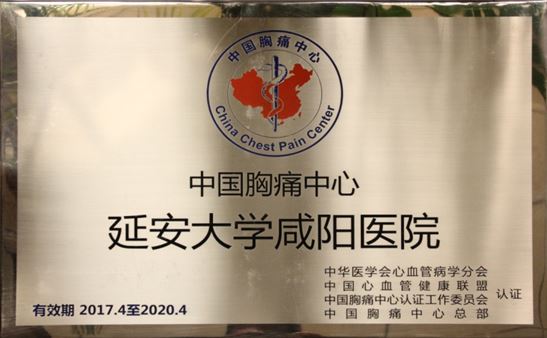 中国胸痛中心
China Chest Pain Center
中国胸痛中心
延安大学咸阳医院
中华医学会心血管病学分会
中国心血管健康联盟
中国胸痛中心认证工作委员会 认证
中国胸痛中心总部
有效期 2017.4至2020.4